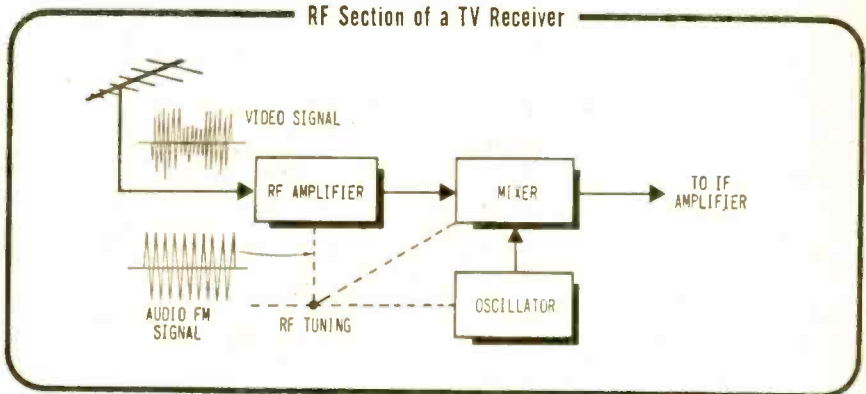 RF Section of a TV Receiver
VIDEO SIGNAL
RF AMPLIFIER
MIXER
TO IF
AMPLIFIER
AUDIO FM
SIGNAL
RF TUNING
OSCILLATOR